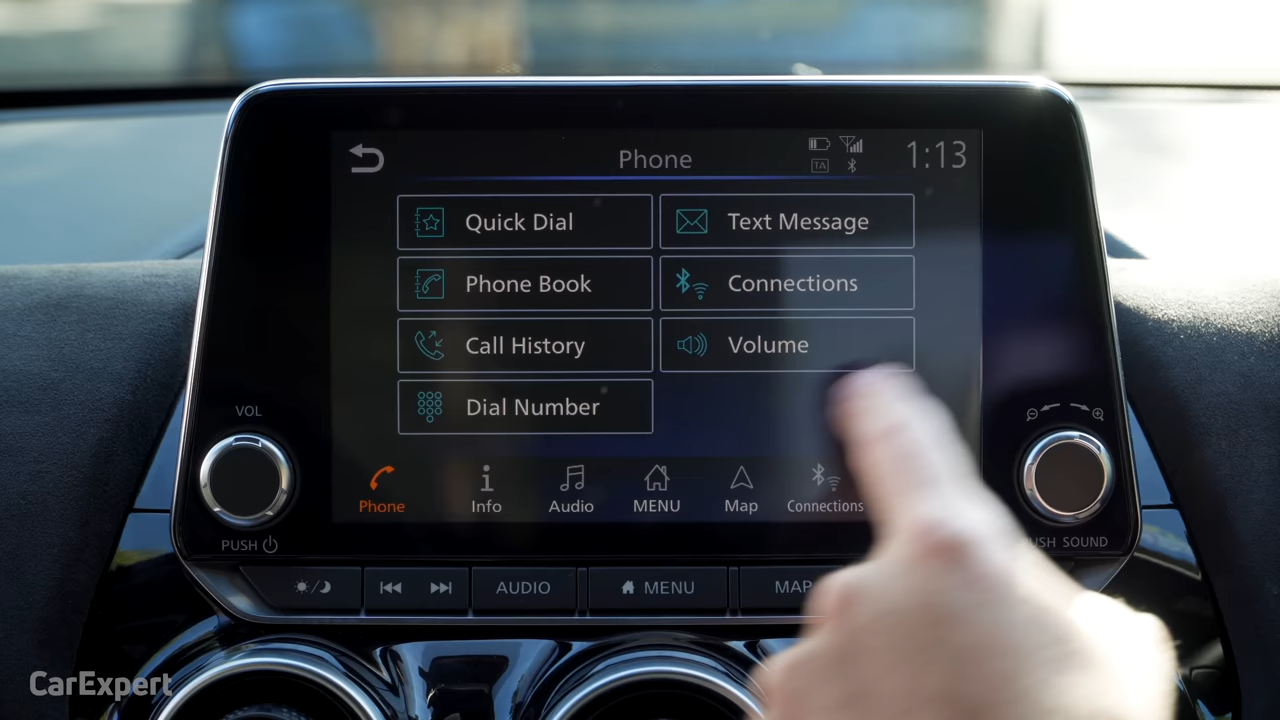 Phone
TA
1:13
Quick Dial
Text Message
Phone Book
Connections
Call History
Volume
Dial Number
VOL
PUSH
Phone
Info
Audio
MENU
Map
Connections
SOUND
AUDIO
MENU
MAP
CarExpert